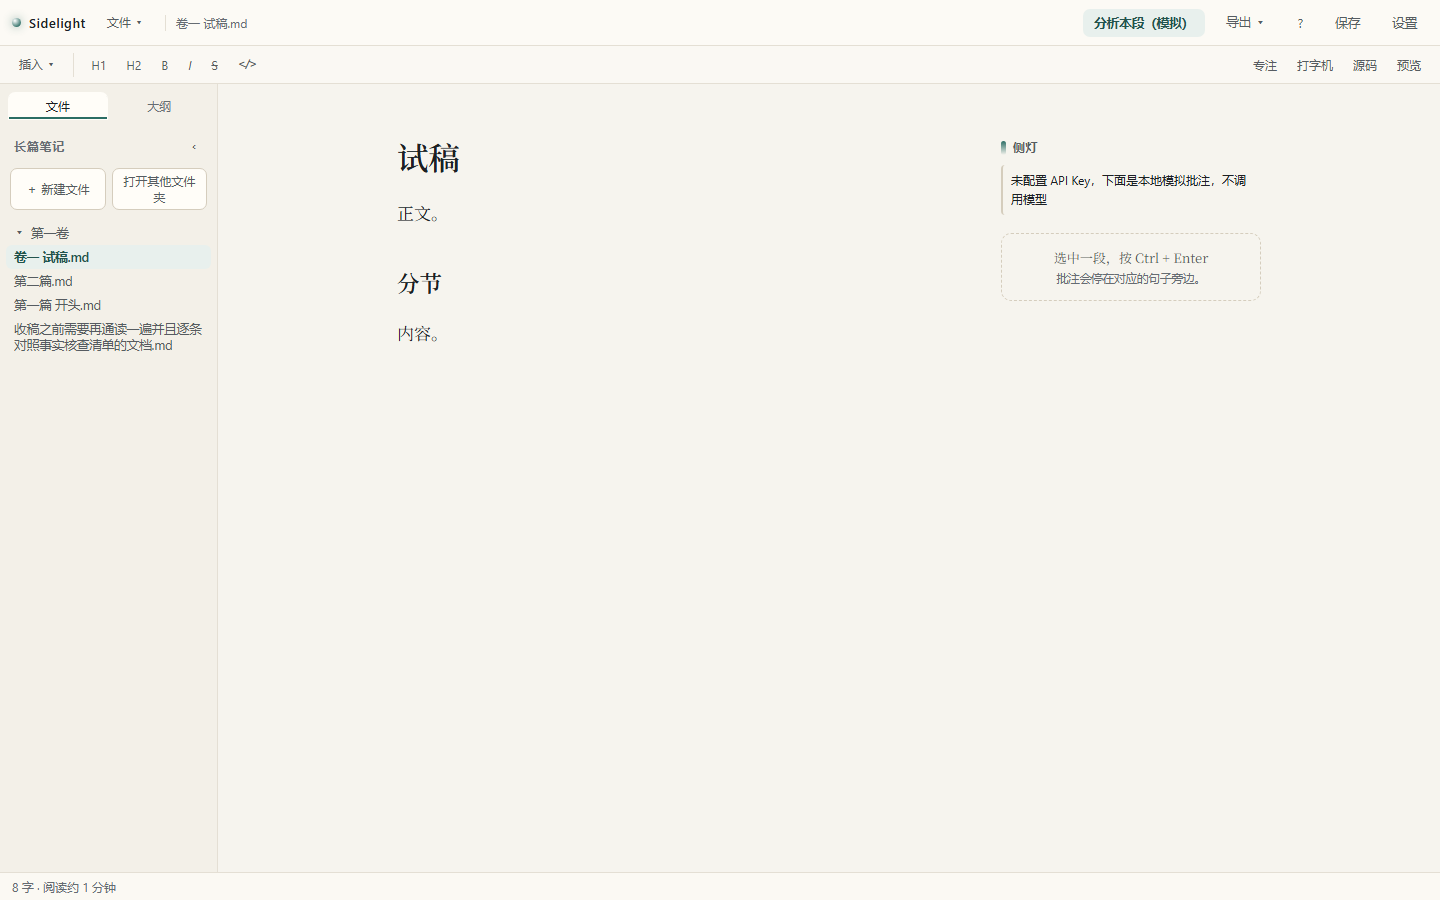 Sidelight 文件 ▾ 卷一 试稿.md 分析本段（模拟） 导出 ▾ ? 保存 设置
插入 ▾ H1 H2 B I S </> 专注 打字机 源码 预览
文件 大纲
长篇笔记 ‹
+ 新建文件
打开其他文件
夹
▾ 第一卷
卷一 试稿.md
第二篇.md
第一篇 开头.md
收稿之前需要再通读一遍并且逐条
对照事实核查清单的文档.md
试稿
正文。
分节
内容。
侧灯
未配置 API Key，下面是本地模拟批注，不调
用模型
选中一段，按 Ctrl + Enter
批注会停在对应的句子旁边。
8 字 · 阅读约 1 分钟